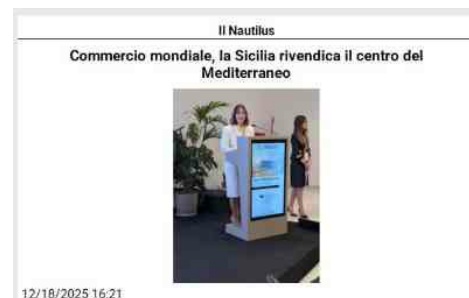 Il Nautilus
Commercio mondiale, la Sicilia rivendica il centro del
Mediterraneo
12/18/2025 16:21